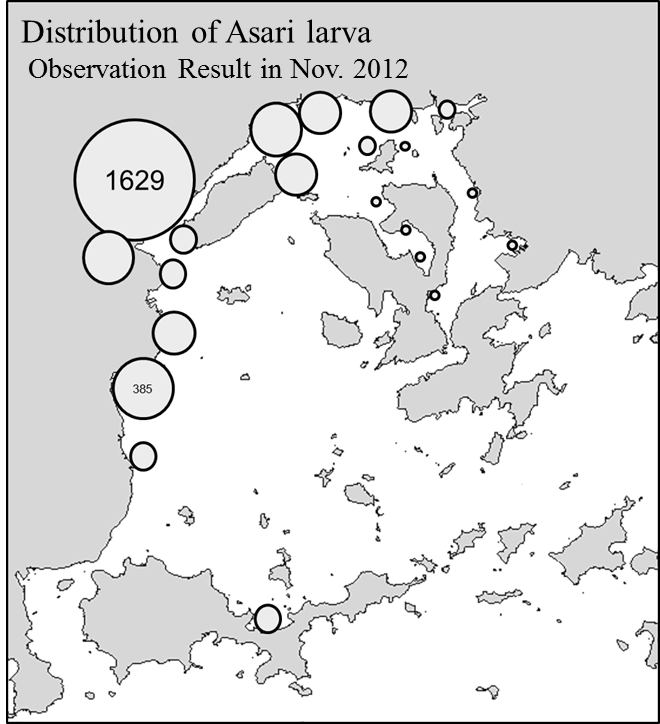 Distribution of Asari larva
Observation Result in Nov. 2012
1629
385